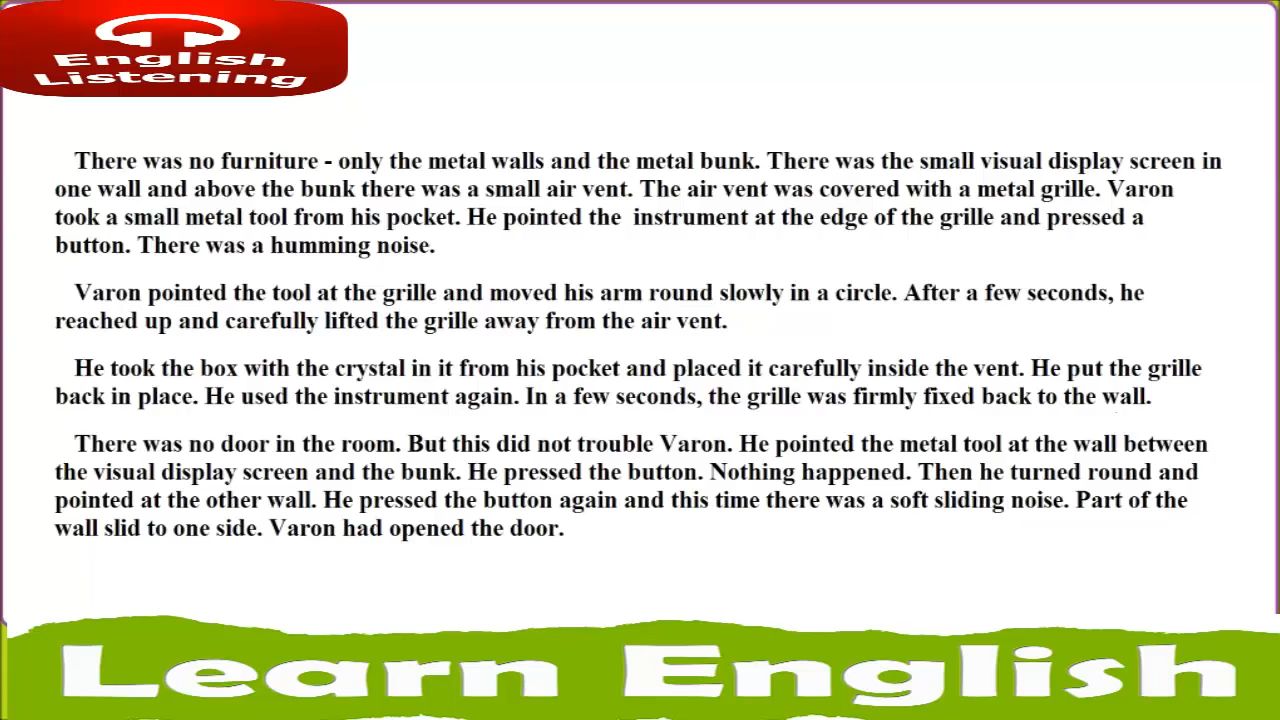 English
Listening
There was no furniture - only the metal walls and the metal bunk. There was the small visual display screen in
one wall and above the bunk there was a small air vent. The air vent was covered with a metal grille. Varon
took a small metal tool from his pocket. He pointed the  instrument at the edge of the grille and pressed a
button. There was a humming noise.
Varon pointed the tool at the grille and moved his arm round slowly in a circle. After a few seconds, he
reached up and carefully lifted the grille away from the air vent.
He took the box with the crystal in it from his pocket and placed it carefully inside the vent. He put the grille
back in place. He used the instrument again. In a few seconds, the grille was firmly fixed back to the wall.
There was no door in the room. But this did not trouble Varon. He pointed the metal tool at the wall between
the visual display screen and the bunk. He pressed the button. Nothing happened. Then he turned round and
pointed at the other wall. He pressed the button again and this time there was a soft sliding noise. Part of the
wall slid to one side. Varon had opened the door.
Learn English